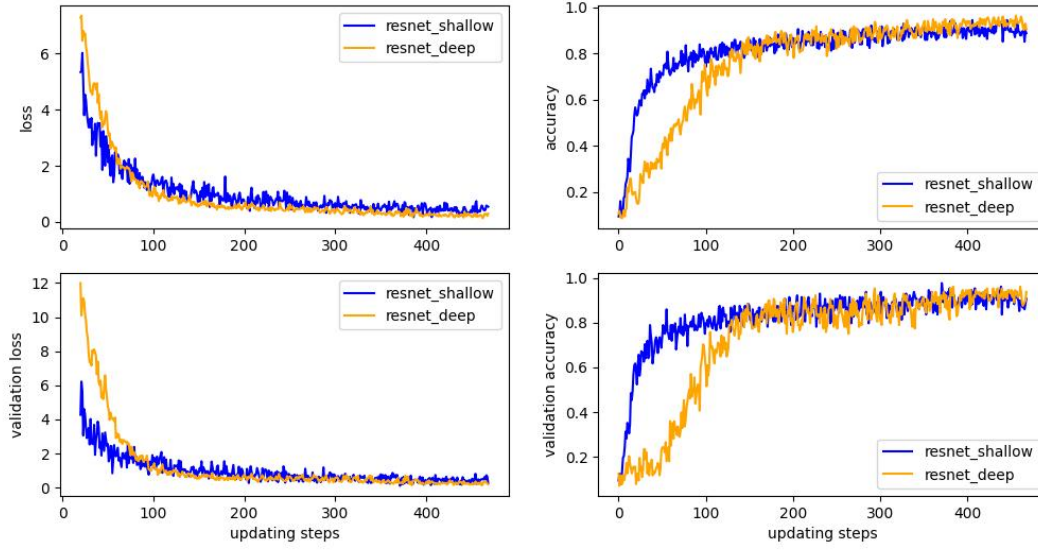 loss
6
4
2
0
resnet_shallow
resnet_deep
0 100 200 300 400
accuracy
1.0
0.8
0.6
0.4
0.2
resnet_shallow
resnet_deep
0 100 200 300 400
validation loss
12
10
8
6
4
2
0
resnet_shallow
resnet_deep
0 100 200 300 400
updating steps
validation accuracy
1.0
0.8
0.6
0.4
0.2
resnet_shallow
resnet_deep
0 100 200 300 400
updating steps